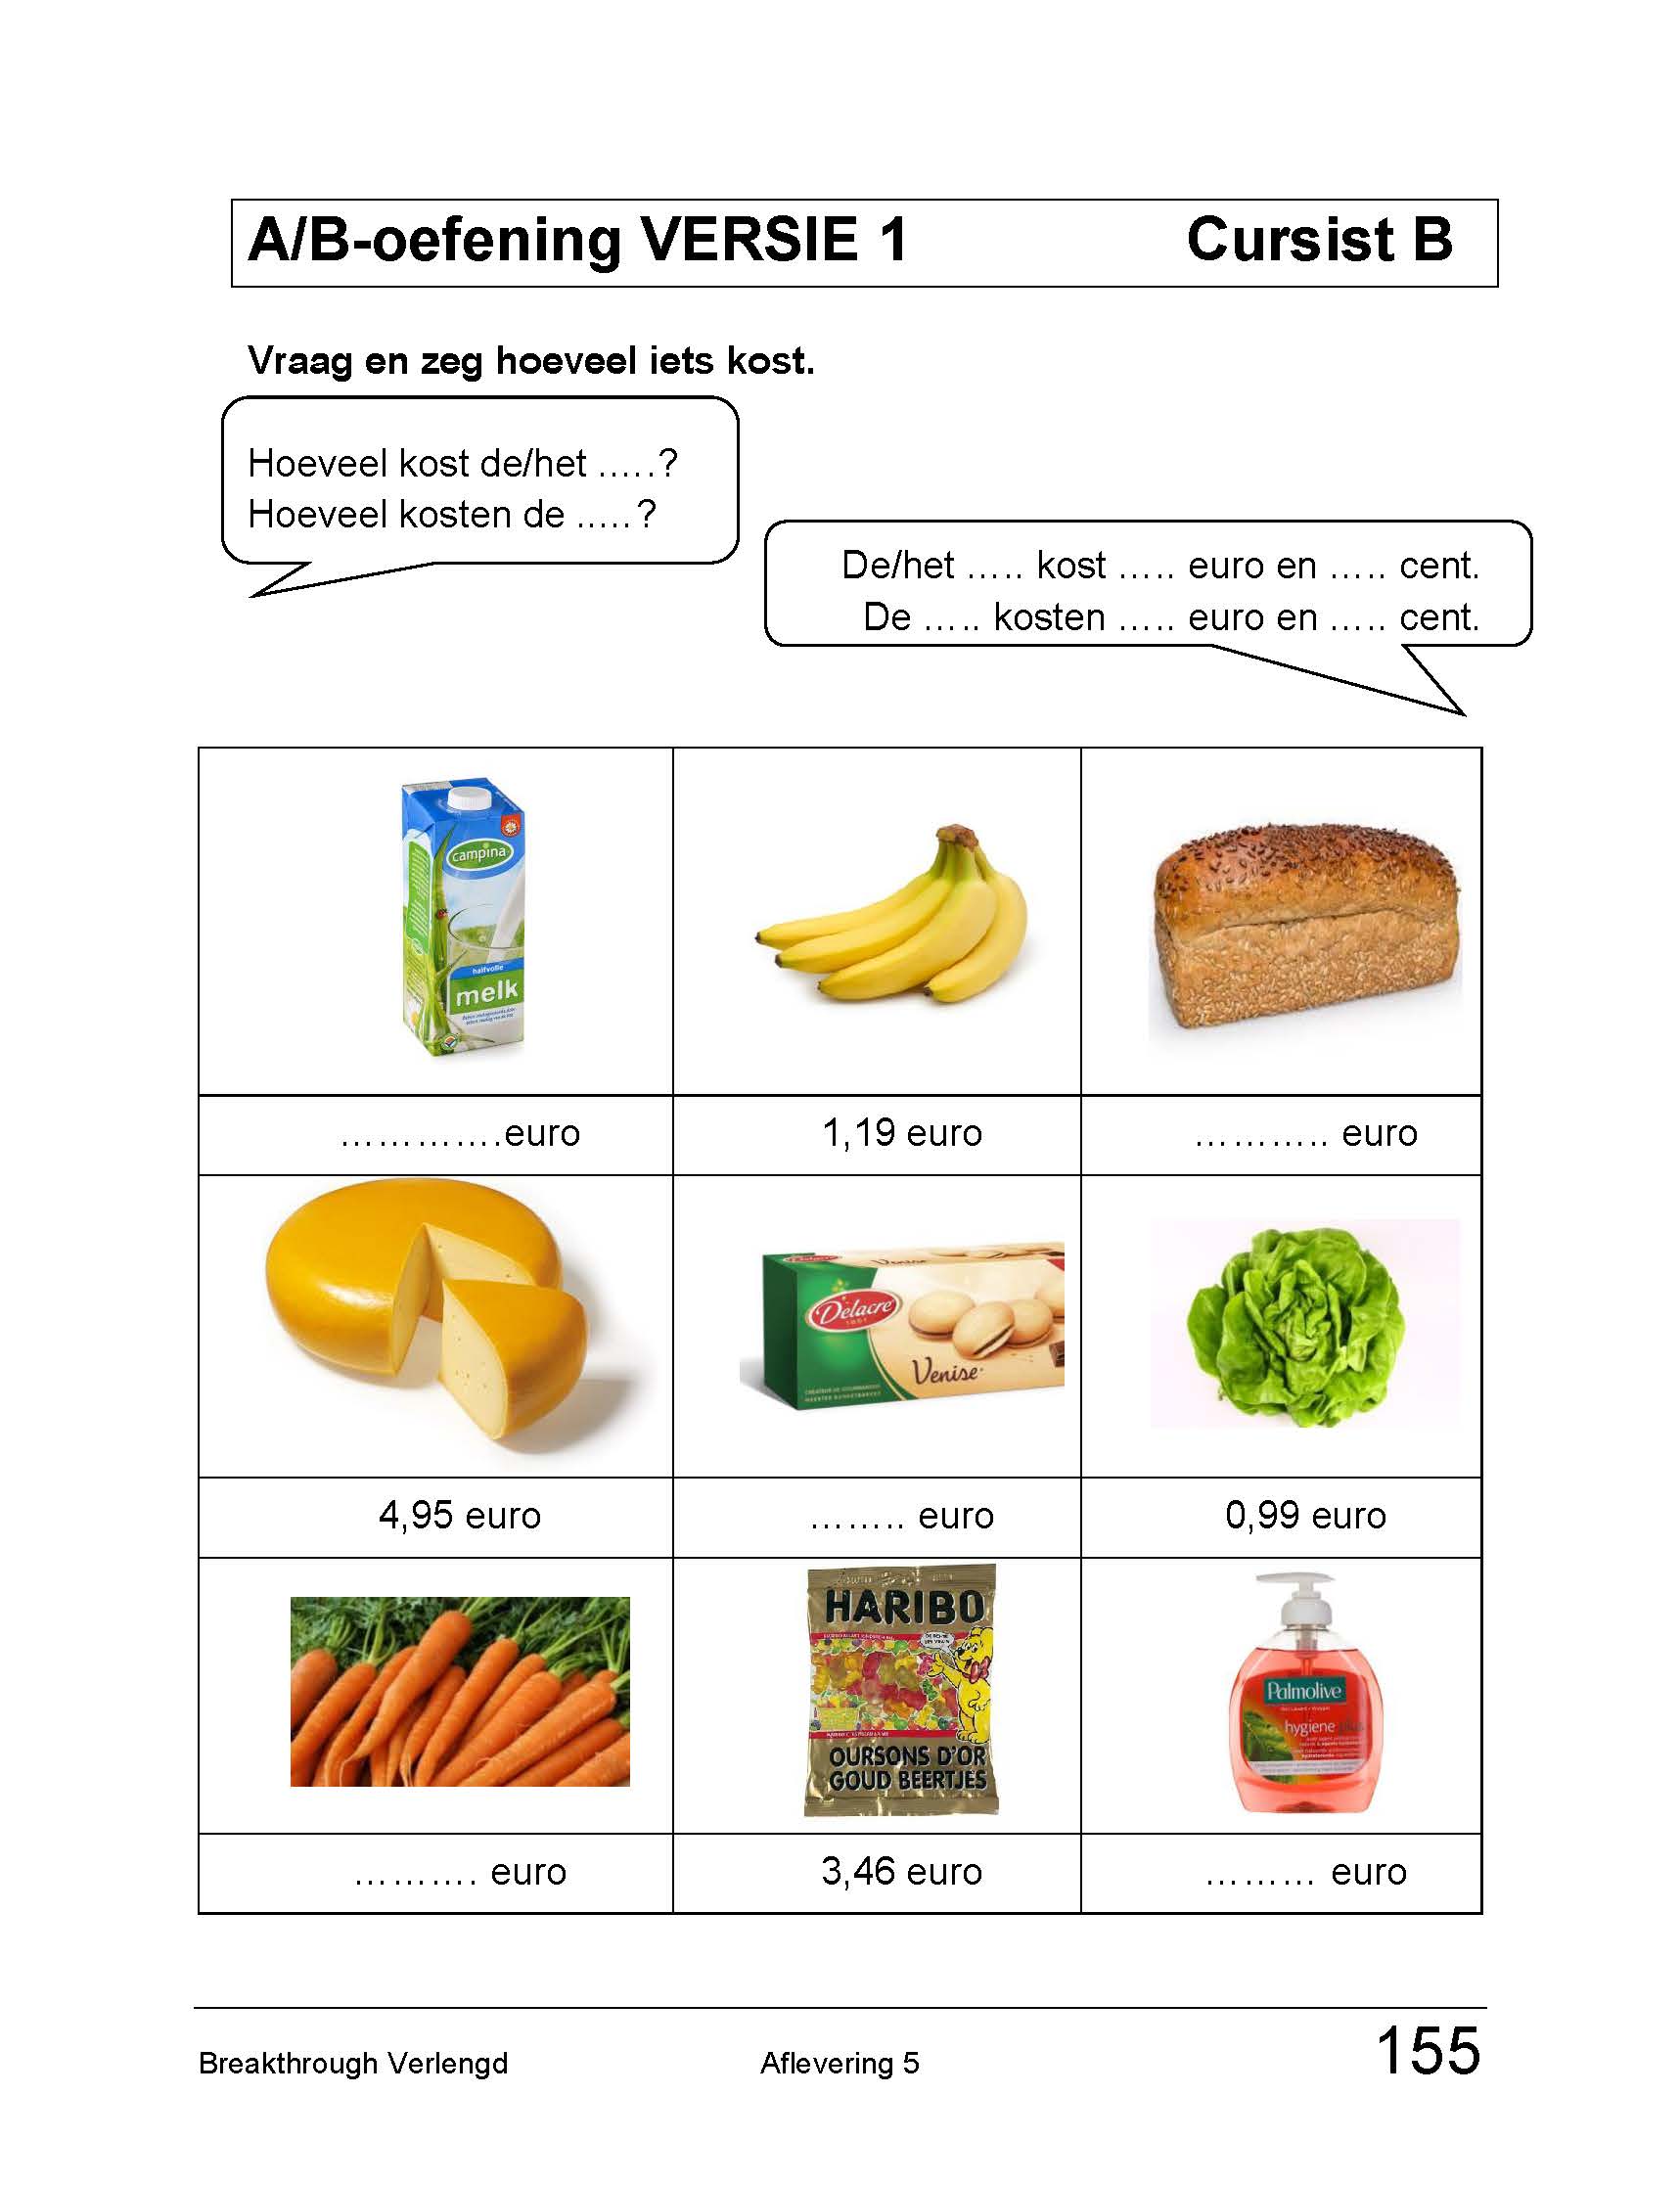 A/B-oefening VERSIE 1 Cursist B
Vraag en zeg hoeveel iets kost.
Hoeveel kost de/het .....?
Hoeveel kosten de .....?
De/het ..... kost ..... euro en ..... cent.
De ..... kosten ..... euro en ..... cent.
campina
halfvolle
melk
.............euro
1,19 euro
........... euro
Delacre
1891
Venise
Venise
4,95 euro
........ euro
0,99 euro
HARIBO
OURSONS D'OR
GOUD BEERTJES
Palmolive
hygiene
.......... euro
3,46 euro
......... euro
Breakthrough Verlengd Aflevering 5 155